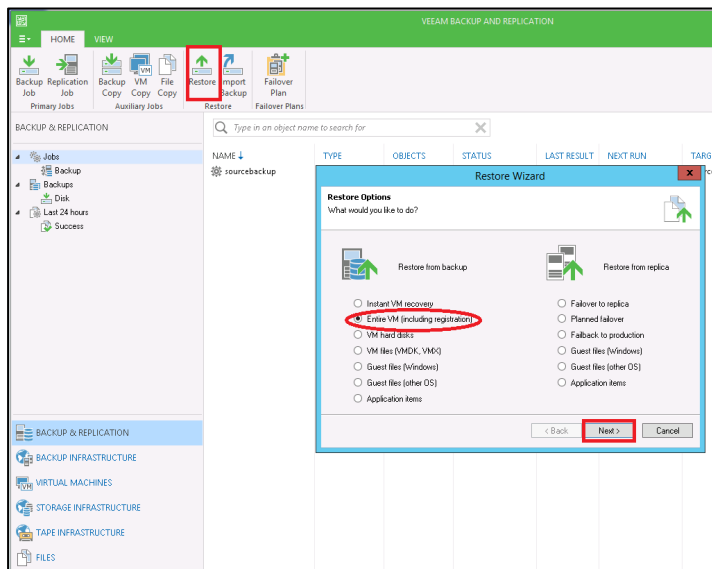 VEEAM BACKUP AND REPLICATION
HOME VIEW
Backup Job
Replication Job
Backup Copy
VM Copy
File Copy
Restore
Import Backup
Failover Plan
Primary Jobs
Auxiliary Jobs
Restore
Failover Plans
BACKUP & REPLICATION
Type in an object name to search for
Jobs
Backup
Backups
Disk
Last 24 hours
Success
NAME TYPE OBJECTS STATUS LAST RESULT NEXT RUN TARG
sourcebackup
Restore Wizard
x
Restore Options
What would you like to do?
Restore from backup
Instant VM recovery
Entire VM (including registration)
VM hard disks
VM files (VMDK, VMX)
Guest files (Windows)
Guest files (other OS)
Application items
Restore from replica
Failover to replica
Planned failover
Failback to production
Guest files (Windows)
Guest files (other OS)
Application items
< Back
Next >
Cancel
BACKUP & REPLICATION
BACKUP INFRASTRUCTURE
VIRTUAL MACHINES
STORAGE INFRASTRUCTURE
TAPE INFRASTRUCTURE
FILES